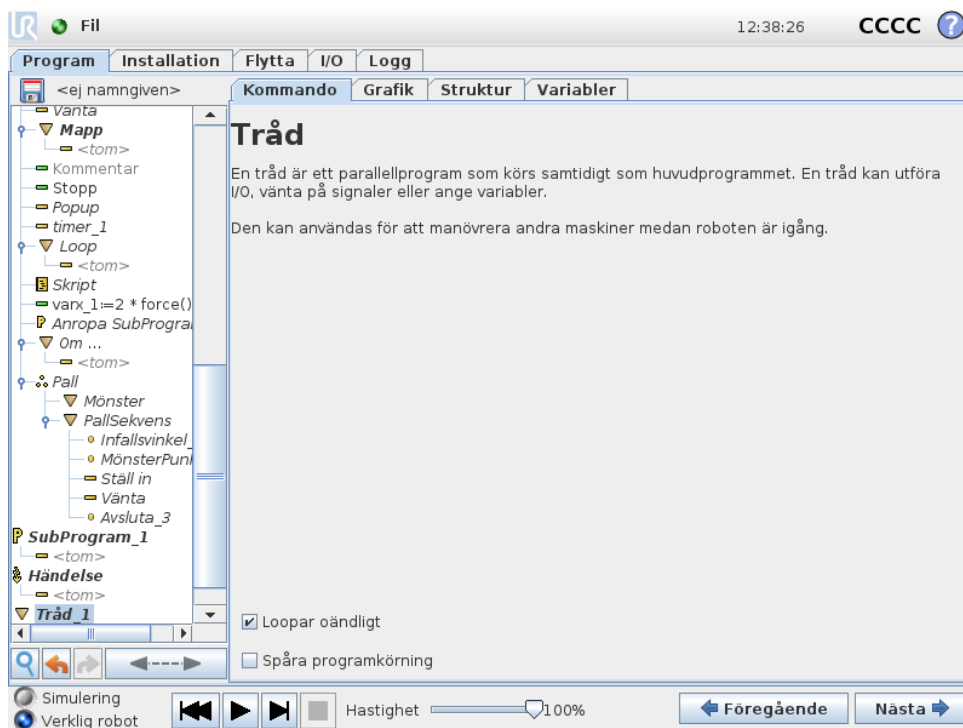 UR Fil 12:38:26 CCCC ?
Program Installation Flytta I/O Logg
<ej namngiven> Kommando Grafik Struktur Variabler
Vänta
Mapp
<tom>
Kommentar
Stopp
Popup
timer_1
Loop
<tom>
Skript
varx_1:=2 * force()
Anropa SubProgra
Om ...
<tom>
Pall
Mönster
PallSekvens
Infallsvinkel_
MönsterPun
Ställ in
Vänta
Avsluta_3
SubProgram_1
<tom>
Händelse
<tom>
Tråd_1
Tråd
En tråd är ett parallellprogram som körs samtidigt som huvudprogrammet. En tråd kan utföra
I/O, vänta på signaler eller ange variabler.
Den kan användas för att manövrera andra maskiner medan roboten är igång.
Loopar oändligt
Spåra programkörning
Simulering
Verklig robot
Hastighet 100%
Föregående Nästa